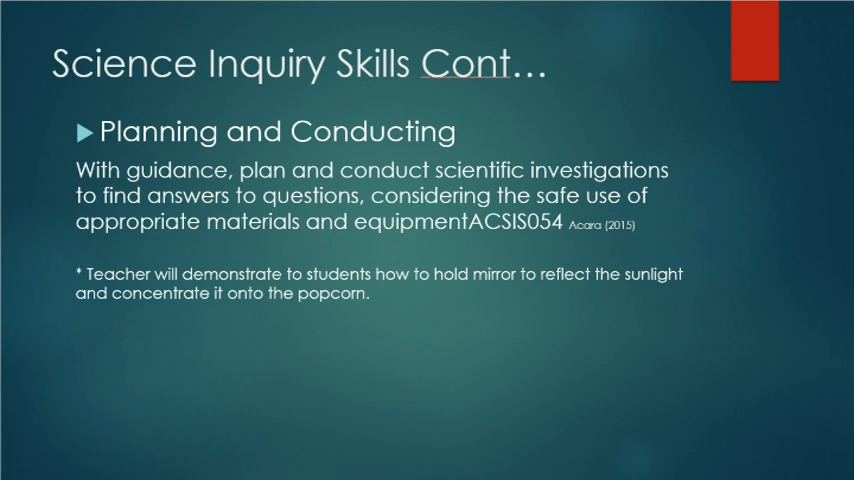 Science Inquiry Skills Cont…
Planning and Conducting
With guidance, plan and conduct scientific investigations
to find answers to questions, considering the safe use of
appropriate materials and equipmentACSIS054 Acara (2015)
* Teacher will demonstrate to students how to hold mirror to reflect the sunlight
and concentrate it onto the popcorn.